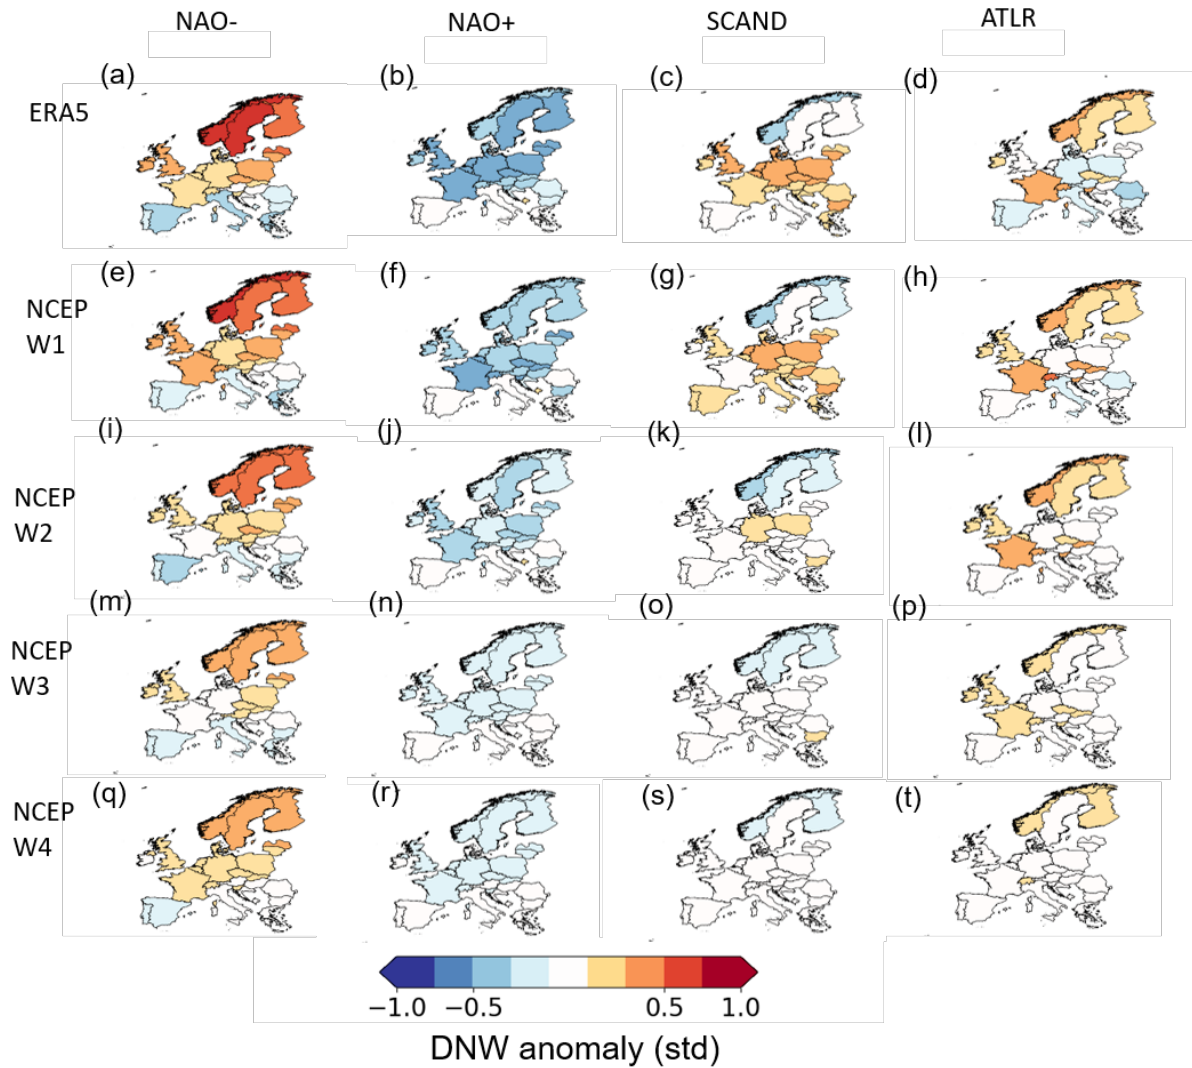 NAO-
NAO+
SCAND
ATLR
(a)
(b)
(c)
(d)
ERA5
(e)
(f)
(g)
(h)
NCEP
W1
(i)
(j)
(k)
(l)
NCEP
W2
(m)
(n)
(o)
(p)
NCEP
W3
(q)
(r)
(s)
(t)
NCEP
W4
−1.0 −0.5 0.5 1.0
DNW anomaly (std)